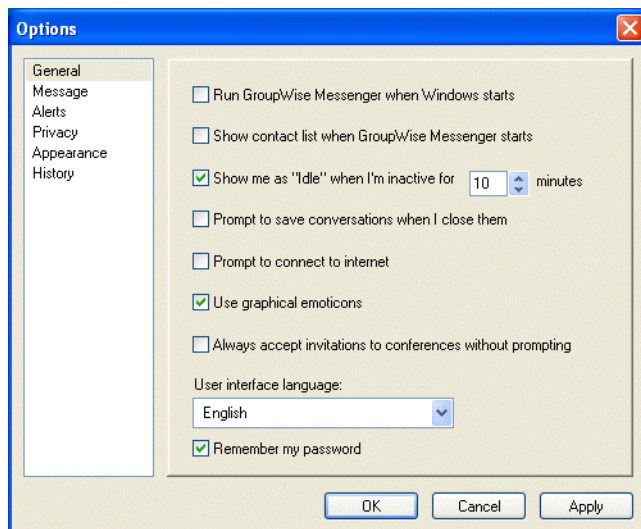 Options
General
Message
Alerts
Privacy
Appearance
History
Run GroupWise Messenger when Windows starts
Show contact list when GroupWise Messenger starts
Show me as "Idle" when I'm inactive for 10 minutes
Prompt to save conversations when I close them
Prompt to connect to internet
Use graphical emoticons
Always accept invitations to conferences without prompting
User interface language:
English
Remember my password
OK Cancel Apply